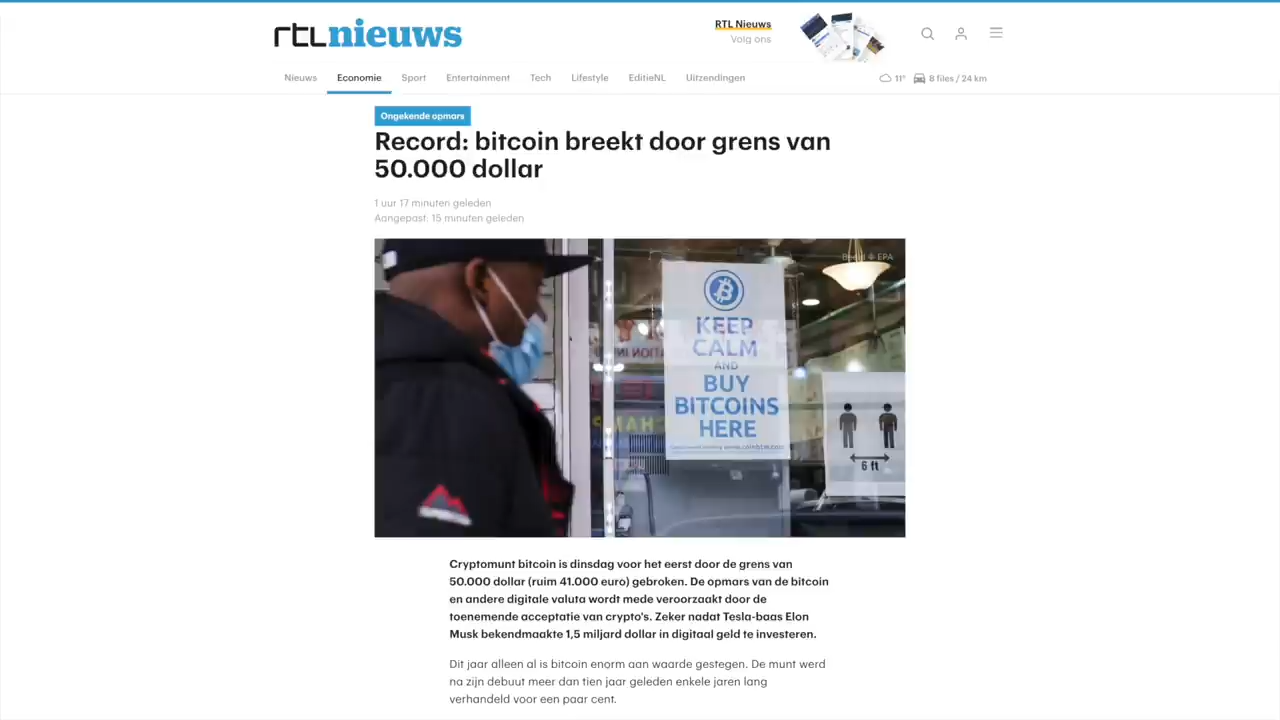 rtlnieuws
RTL Nieuws
Volg ons
Nieuws Economie Sport Entertainment Tech Lifestyle EditieNL Uitzendingen
11° 8 files / 24 km
Ongekende opmars
Record: bitcoin breekt door grens van
50.000 dollar
1 uur 17 minuten geleden
Aangepast: 15 minuten geleden
Beeld © EPA
KEEP
CALM
AND
BUY
BITCOINS
HERE
6 ft
Cryptomunt bitcoin is dinsdag voor het eerst door de grens van
50.000 dollar (ruim 41.000 euro) gebroken. De opmars van de bitcoin
en andere digitale valuta wordt mede veroorzaakt door de
toenemende acceptatie van crypto's. Zeker nadat Tesla-baas Elon
Musk bekendmaakte 1,5 miljard dollar in digitaal geld te investeren.
Dit jaar alleen al is bitcoin enorm aan waarde gestegen. De munt werd
na zijn debuut meer dan tien jaar geleden enkele jaren lang
verhandeld voor een paar cent.